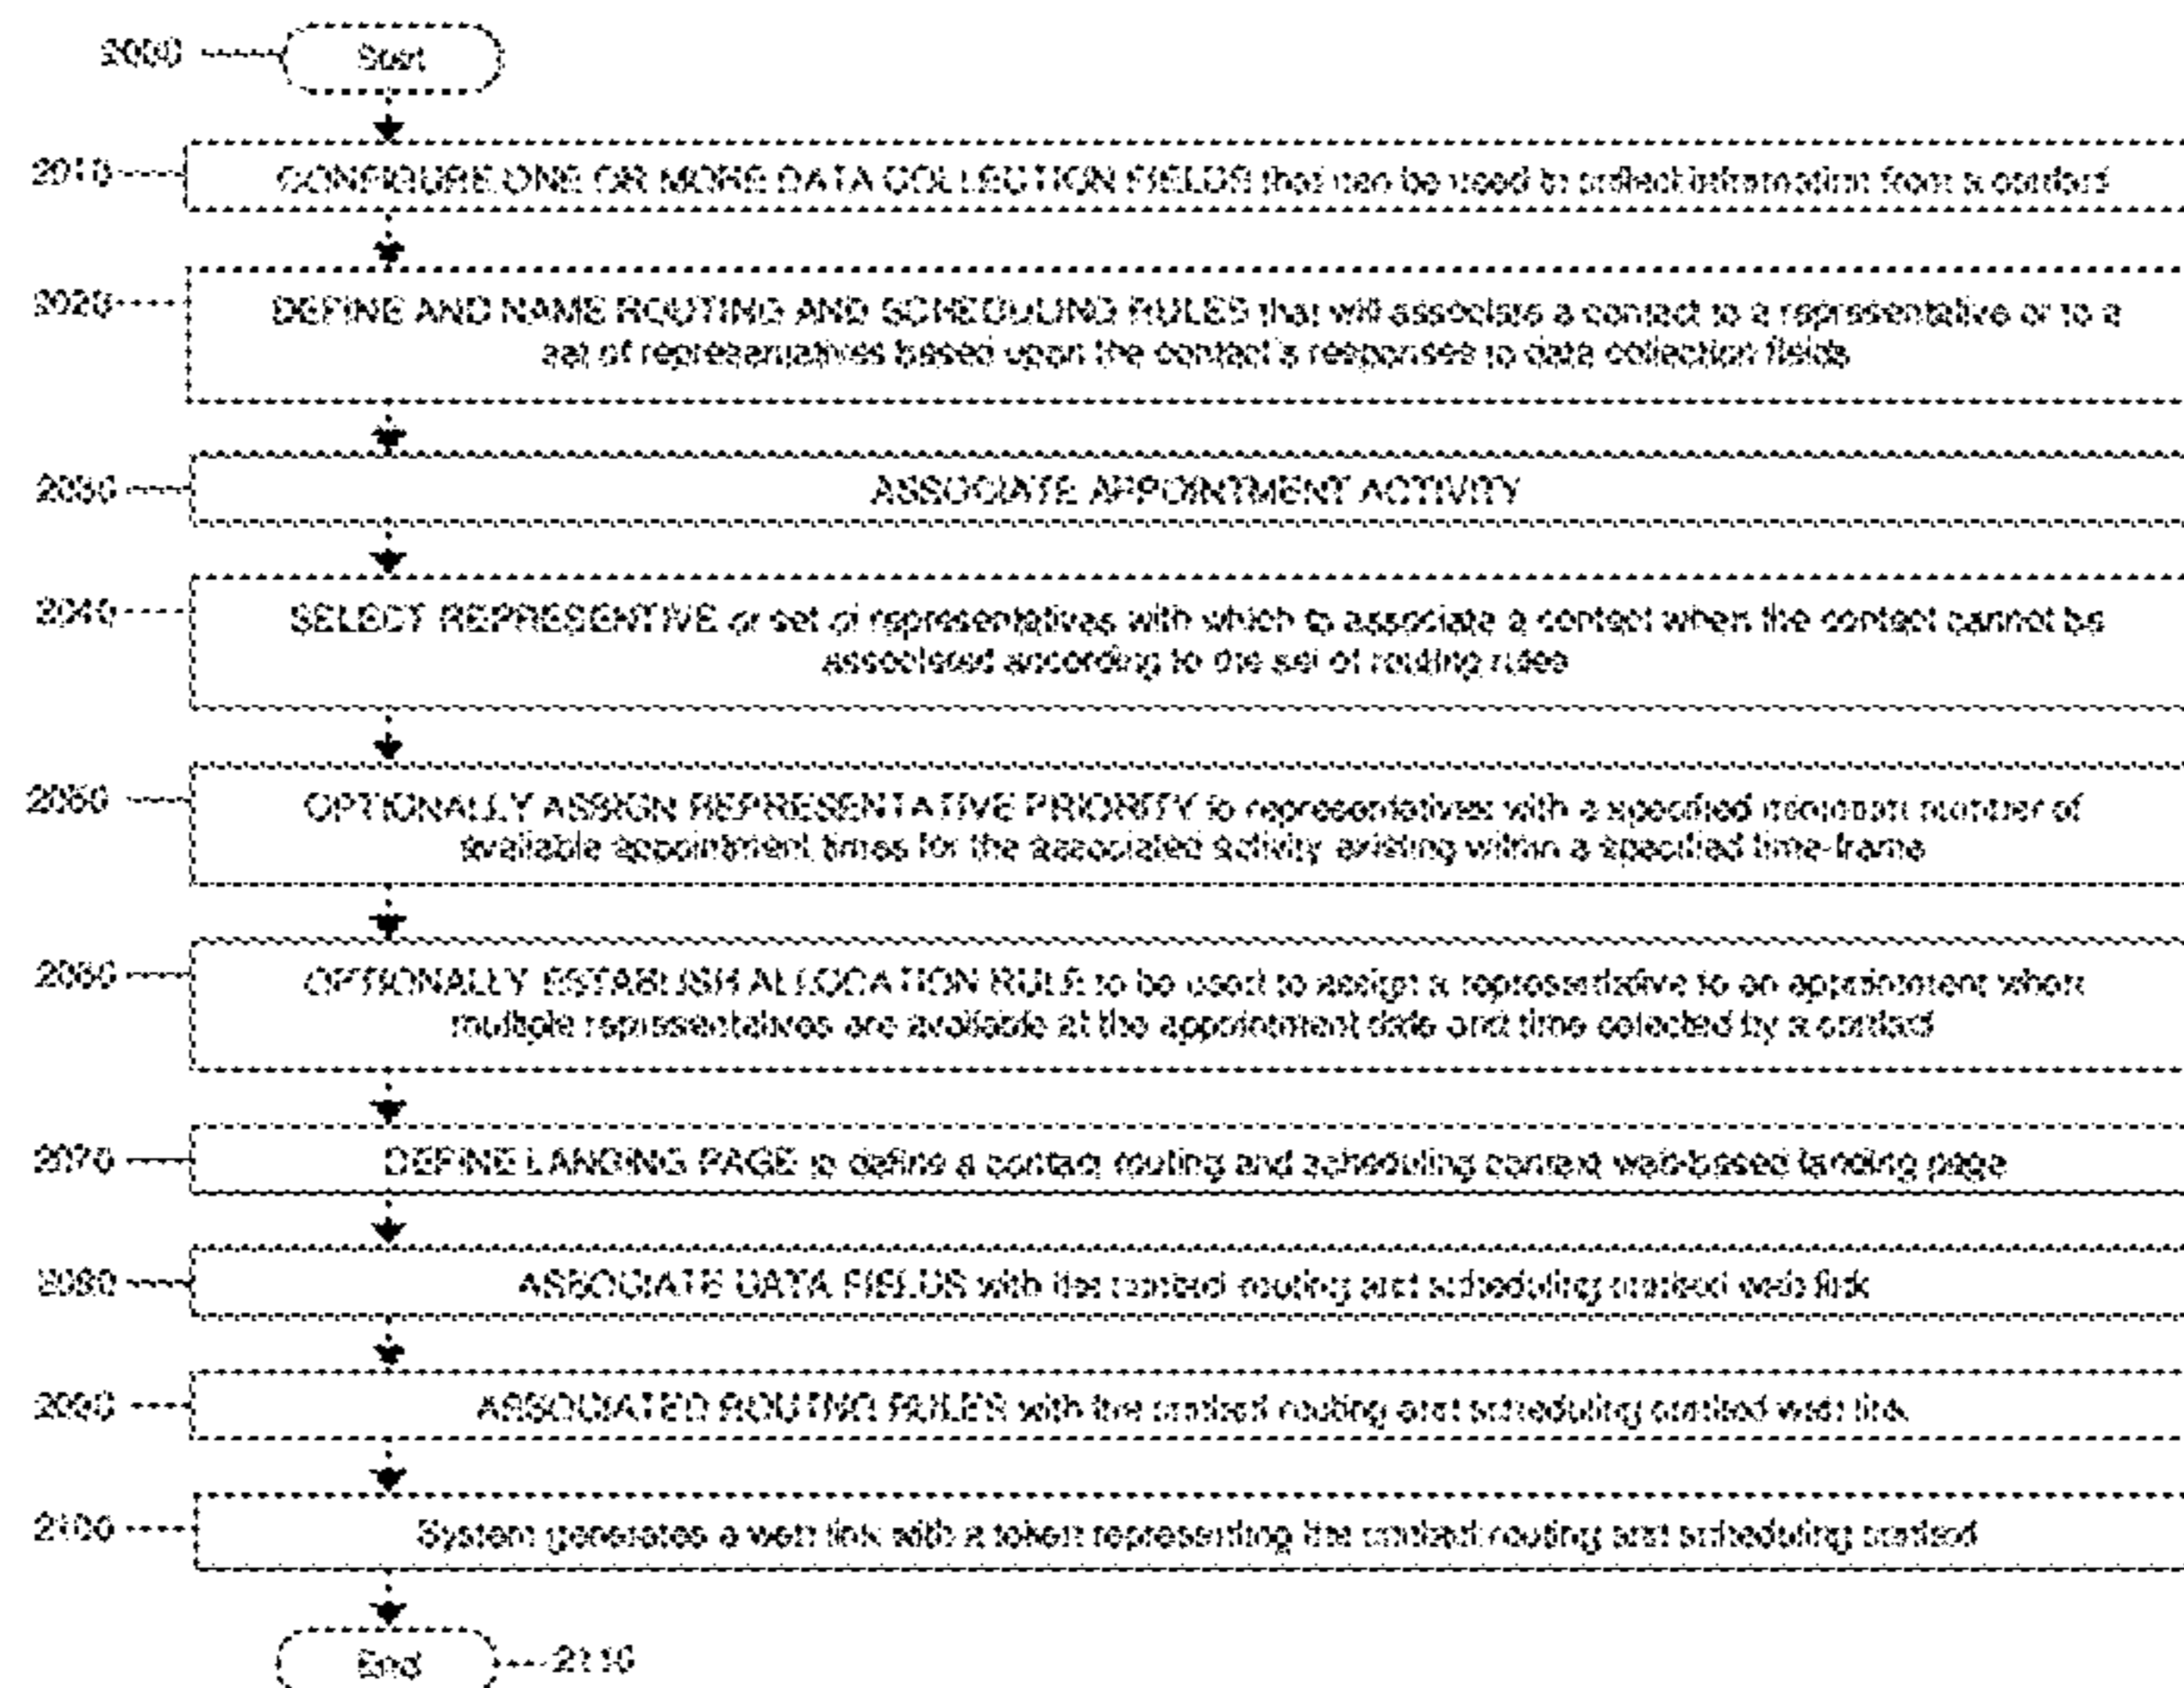 2000 Start
2010 CONFIGURE ONE OR MORE DATA COLLECTION FIELDS that can be used to collect information from a contact
2020 DEFINE AND NAME ROUTING AND SCHEDULING RULES that will associate a contact to a representative or to a
set of representatives based upon the contact's responses to data collection fields
2030 ASSOCIATE APPOINTMENT ACTIVITY
2040 SELECT REPRESENTIVE or set of representatives with which to associate a contact when the contact cannot be
associated according to the set of routing rules
2050 OPTIONALLY ASSIGN REPRESENTATIVE PRIORITY to representatives with a specified minimum number of
available appointment times for the associated activity existing within a specified time-frame
2060 OPTIONALLY ESTABLISH ALLOCATION RULE to be used to assign a representative to an appointment when
multiple representatives are available at the appointment date and time selected by a contact
2070 DEFINE LANDING PAGE to define a contact routing and scheduling context web-based landing page
2080 ASSOCIATE DATA FIELDS with the contact routing and scheduling context web link
2090 ASSOCIATED ROUTING RULES with the contact routing and scheduling context web link
2100 System generates a web link with a token representing the contact routing and scheduling context
End 2110